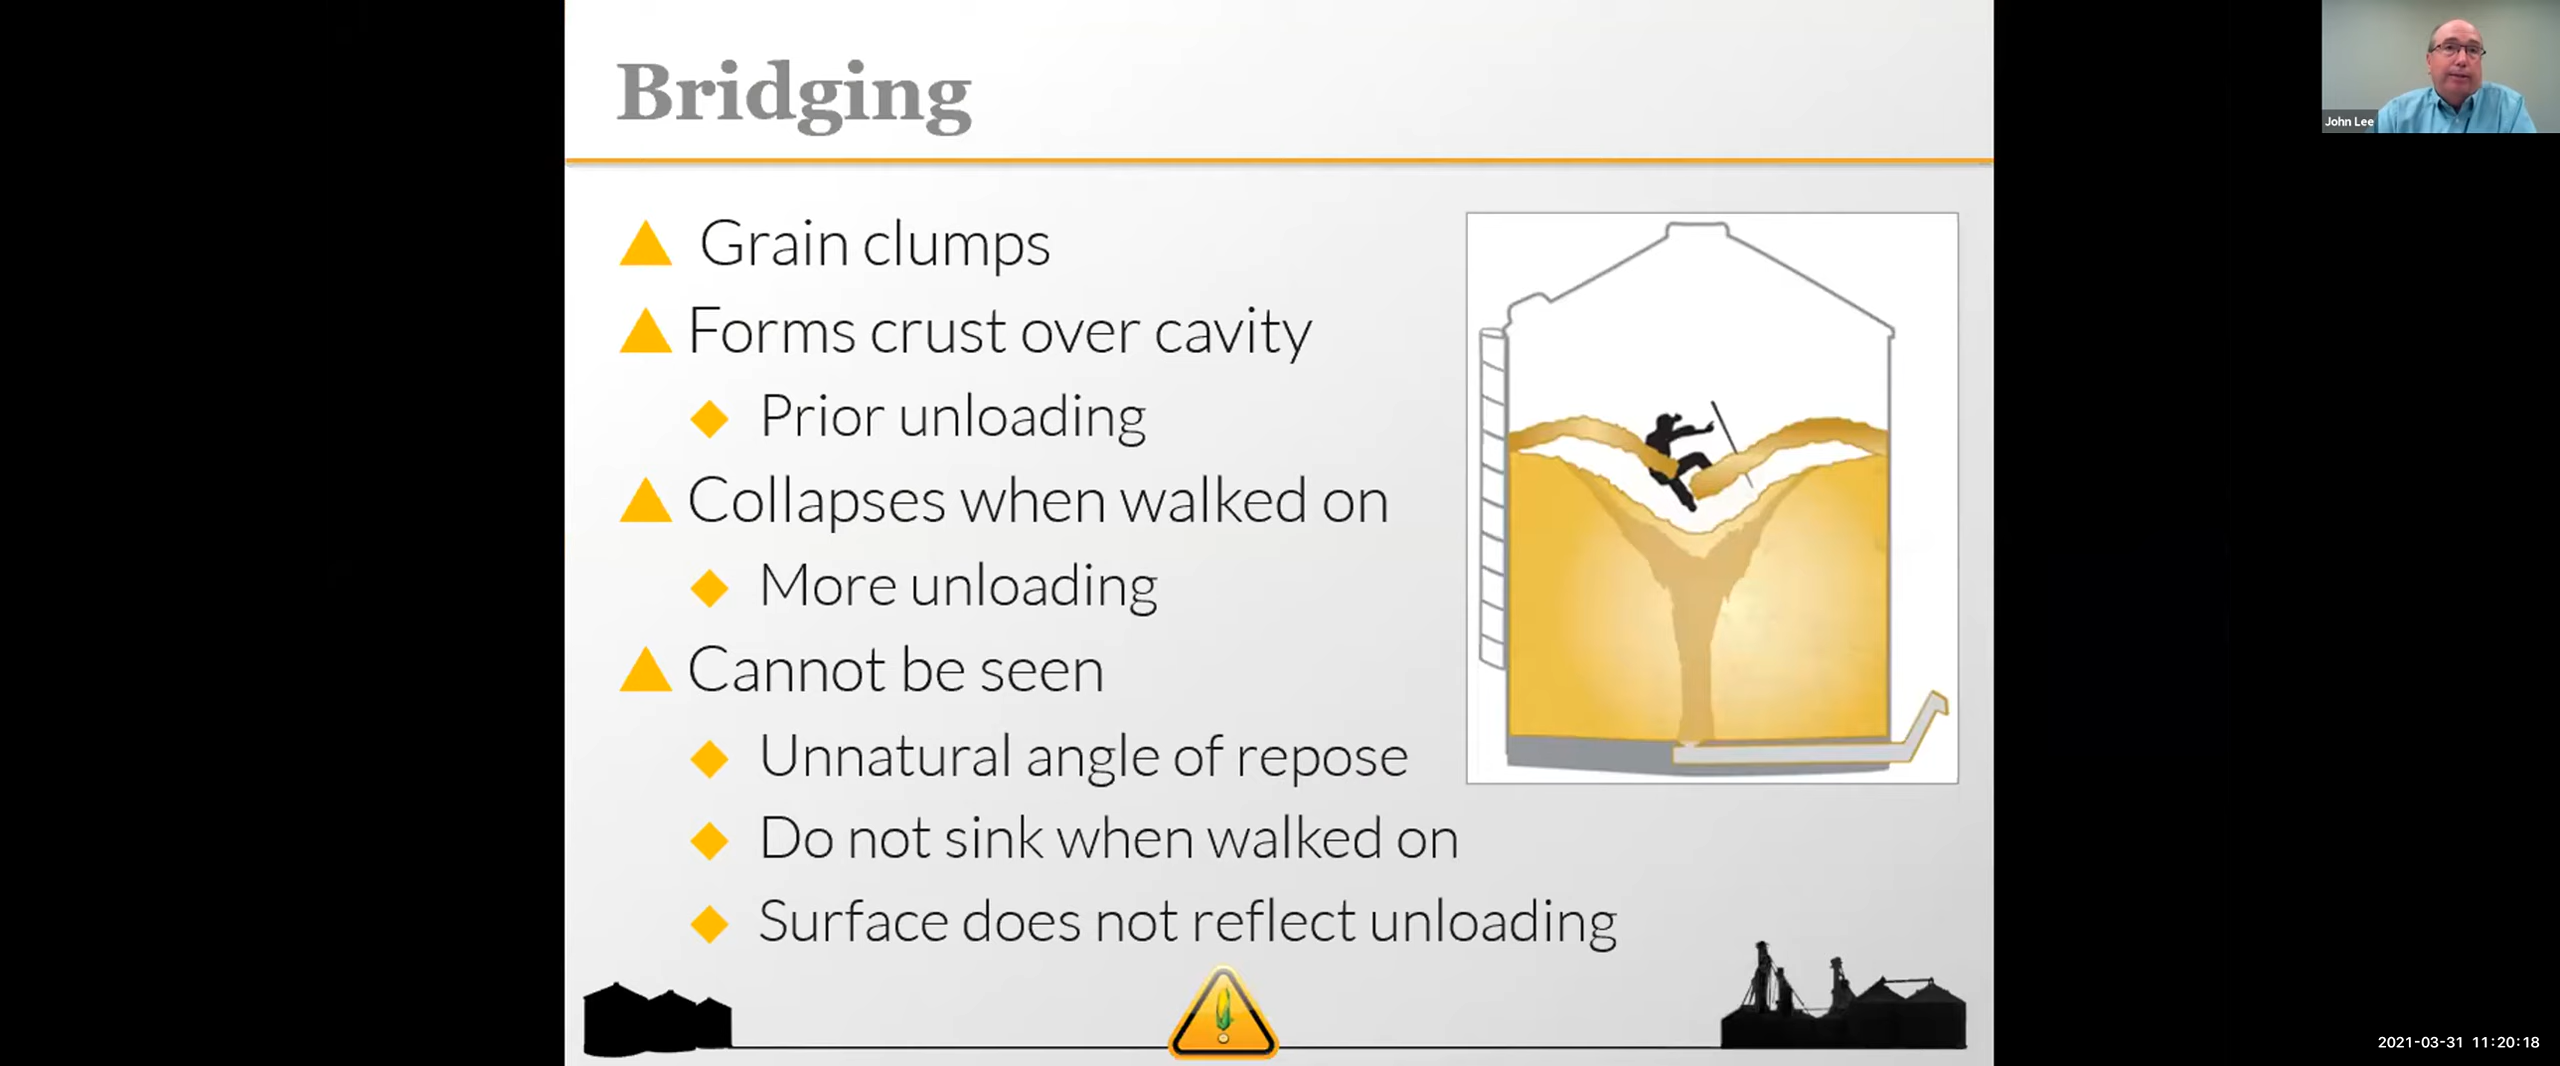 Bridging
Grain clumps
Forms crust over cavity
Prior unloading
Collapses when walked on
More unloading
Cannot be seen
Unnatural angle of repose
Do not sink when walked on
Surface does not reflect unloading
John Lee
2021-03-31 11:20:18